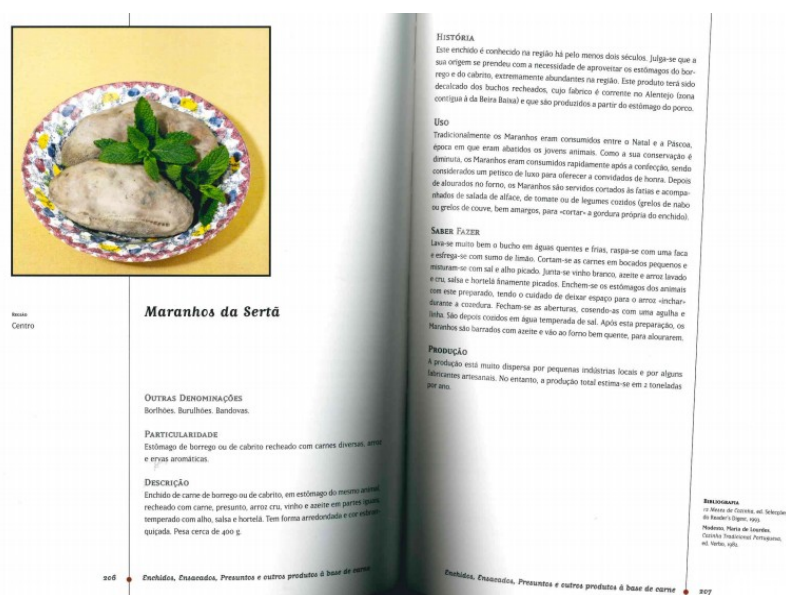 Região
Centro
Maranhos da Sertã
Outras Denominações
Borlhões. Burulhões. Bandovas.
Particularidade
Estômago de borrego ou de cabrito recheado com carnes diversas, arroz
e ervas aromáticas.
Descrição
Enchido de carne de borrego ou de cabrito, em estômago do mesmo animal,
recheado com carne, presunto, arroz cru, vinho e azeite em partes iguais,
temperado com alho, salsa e hortelã. Tem forma arredondada e cor esbran-
quiçada. Pesa cerca de 400 g.
206 Enchidos, Ensacados, Presuntos e outros produtos à base de carne
História
Este enchido é conhecido na região há pelo menos dois séculos. Julga-se que a
sua origem se prendeu com a necessidade de aproveitar os estômagos do bor-
rego e do cabrito, extremamente abundantes na região. Este produto terá sido
decalcado dos buchos recheados, cujo fabrico é corrente no Alentejo (zona
contígua à da Beira Baixa) e que são produzidos a partir do estômago do porco.
Uso
Tradicionalmente os Maranhos eram consumidos entre o Natal e a Páscoa,
época em que eram abatidos os jovens animais. Como a sua conservação é
diminuta, os Maranhos eram consumidos rapidamente após a confecção, sendo
considerados um petisco de luxo para oferecer a convidados de honra. Depois
de alourados no forno, os Maranhos são servidos cortados às fatias e acompa-
nhados de salada de alface, de tomate ou de legumes cozidos (grelos de nabo
ou grelos de couve, bem amargos, para «cortar» a gordura própria do enchido).
Saber Fazer
Lava-se muito bem o bucho em águas quentes e frias, raspa-se com uma faca
e esfrega-se com sumo de limão. Cortam-se as carnes em bocados pequenos e
misturam-se com sal e alho picado. Junta-se vinho branco, azeite e arroz lavado
e cru, salsa e hortelã finamente picados. Enchem-se os estômagos dos animais
com este preparado, tendo o cuidado de deixar espaço para o arroz «inchar»
durante a cozedura. Fecham-se as aberturas, cosendo-as com uma agulha e
linha. São depois cozidos em água temperada de sal. Após esta preparação, os
Maranhos são barrados com azeite e vão ao forno bem quente, para alourarem.
Produção
A produção está muito dispersa por pequenas indústrias locais e por alguns
fabricantes artesanais. No entanto, a produção total estima-se em 2 toneladas
por ano.
Bibliografia
12 Meses de Cozinha, ed. Selecções
do Reader's Digest, 1993.
Modesto, Maria de Lourdes,
Cozinha Tradicional Portuguesa,
ed. Verbo, 1982.
Enchidos, Ensacados, Presuntos e outros produtos à base de carne 207